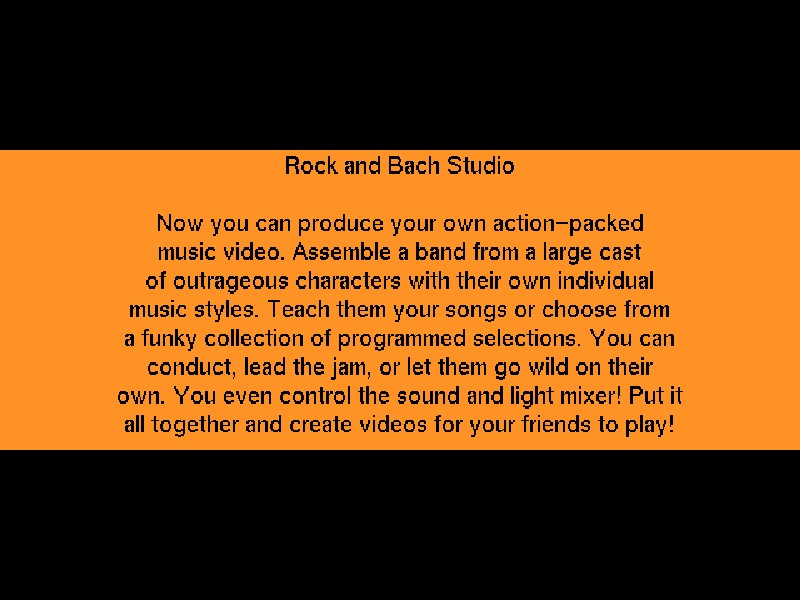 Rock and Bach Studio
Now you can produce your own action-packed
music video. Assemble a band from a large cast
of outrageous characters with their own individual
music styles. Teach them your songs or choose from
a funky collection of programmed selections. You can
conduct, lead the jam, or let them go wild on their
own. You even control the sound and light mixer! Put it
all together and create videos for your friends to play!